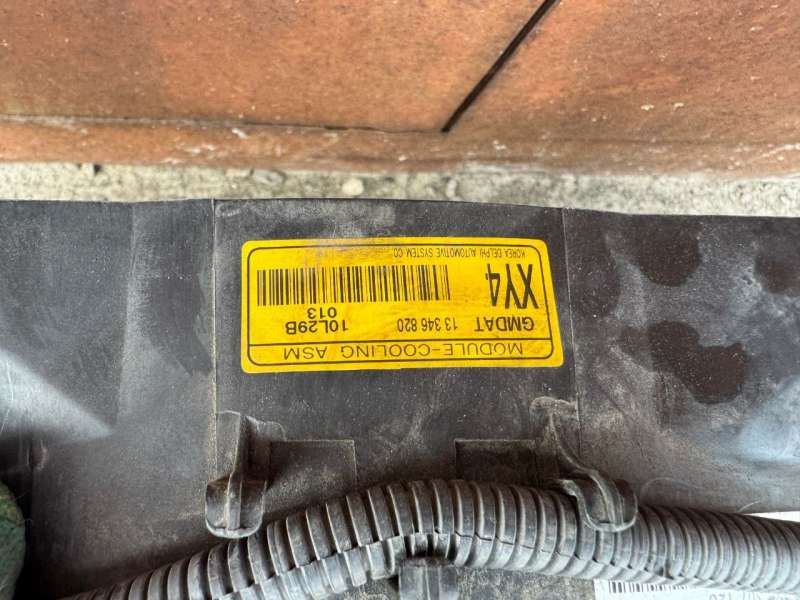 MODULE-COOLING ASM
GMDAT 13 346 820
XY4
10L29B
013
KOREA DELPHI AUTOMOTIVE SYSTEM CO.